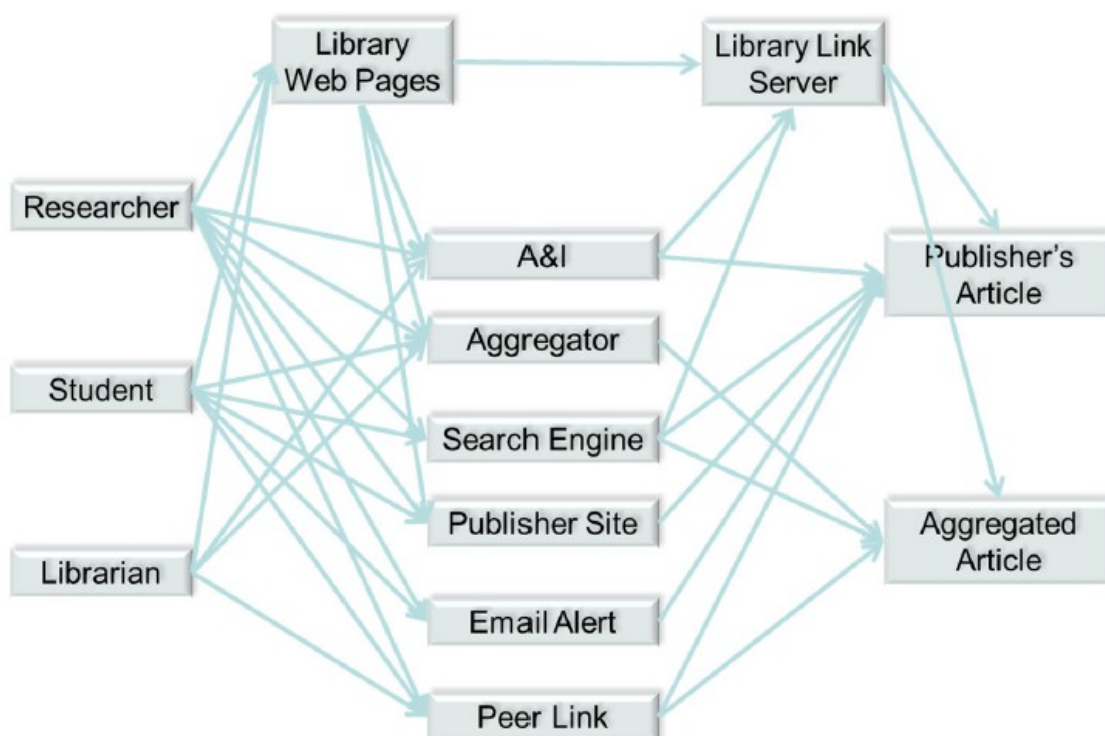 Library
Web Pages
Library Link
Server
Researcher
A&I
Publisher's
Article
Aggregator
Student
Search Engine
Publisher Site
Aggregated
Article
Librarian
Email Alert
Peer Link